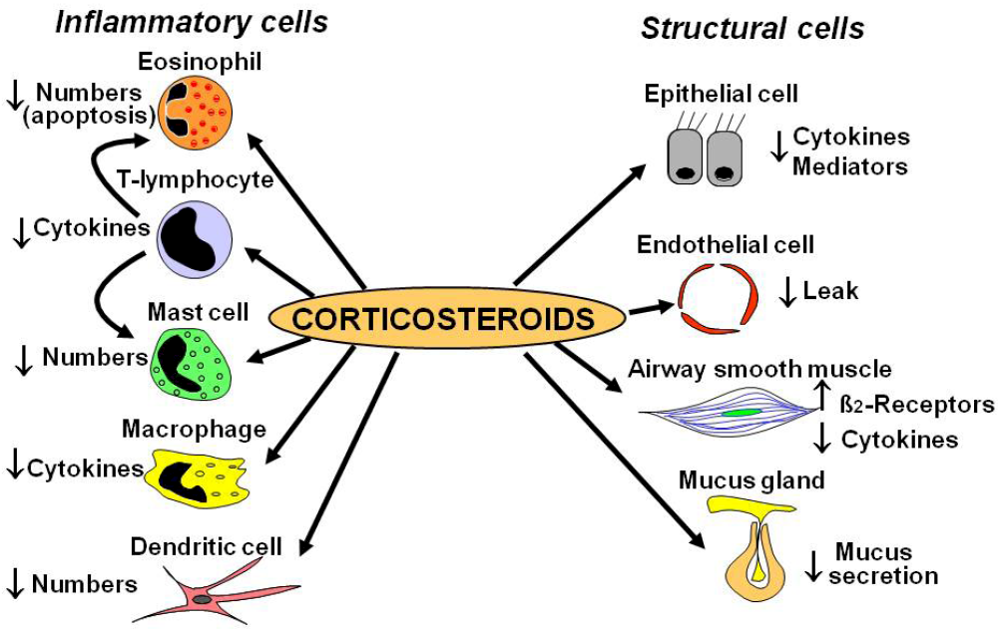 Inflammatory cells
Eosinophil
↓ Numbers
(apoptosis)
T-lymphocyte
↓ Cytokines
Mast cell
↓ Numbers
Macrophage
↓ Cytokines
Dendritic cell
↓ Numbers
CORTICOSTEROIDS
Structural cells
Epithelial cell
↓ Cytokines
Mediators
Endothelial cell
↓ Leak
Airway smooth muscle
↑ ß2-Receptors
↓ Cytokines
Mucus gland
↓ Mucus
secretion